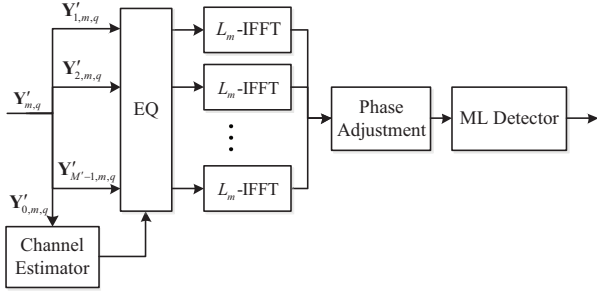 Y′1,m,q
Y′2,m,q
Y′m,q
Y′M′−1,m,q
Y′0,m,q
EQ
Channel
Estimator
Lm-IFFT
Lm-IFFT
Lm-IFFT
Phase
Adjustment
ML Detector